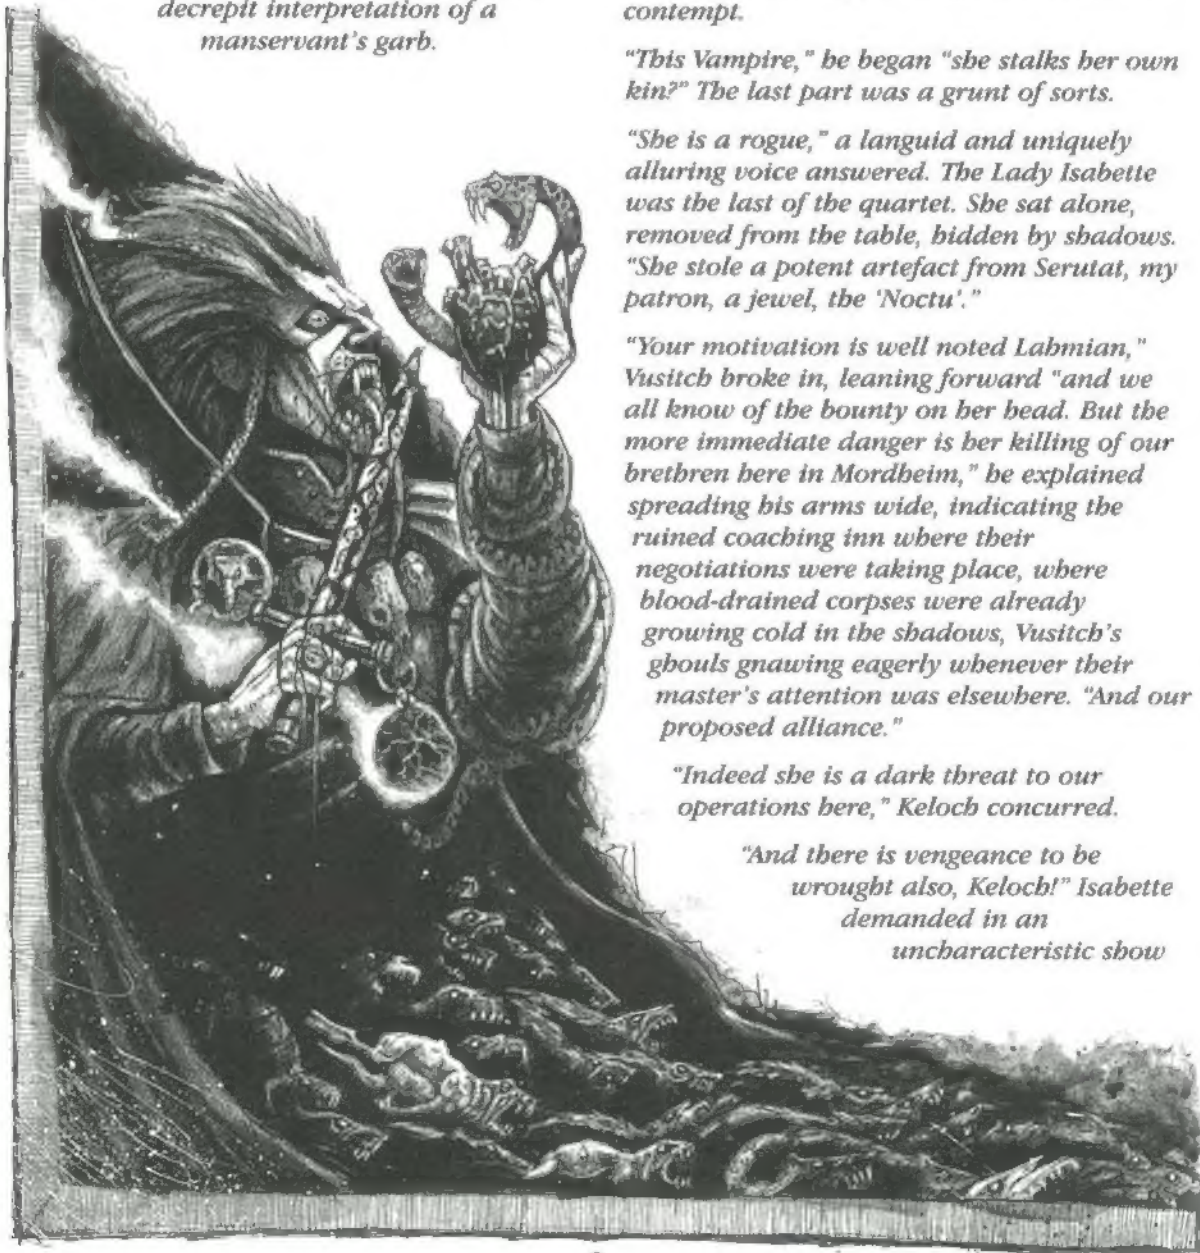 decrepit interpretation of a
manservant's garb.
contempt.
"This Vampire," he began "she stalks her own
kin?" The last part was a grunt of sorts.
"She is a rogue," a languid and uniquely
alluring voice answered. The Lady Isabette
was the last of the quartet. She sat alone,
removed from the table, hidden by shadows.
"She stole a potent artefact from Serutat, my
patron, a jewel, the 'Noctu'."
"Your motivation is well noted Lahmian,"
Vusitch broke in, leaning forward "and we
all know of the bounty on her head. But the
more immediate danger is her killing of our
brethren here in Mordheim," he explained
spreading his arms wide, indicating the
ruined coaching inn where their
negotiations were taking place, where
blood-drained corpses were already
growing cold in the shadows, Vusitch's
ghouls gnawing eagerly whenever their
master's attention was elsewhere. "And our
proposed alliance."
"Indeed she is a dark threat to our
operations here," Keloch concurred.
"And there is vengeance to be
wrought also, Keloch!" Isabette
demanded in an
uncharacteristic show